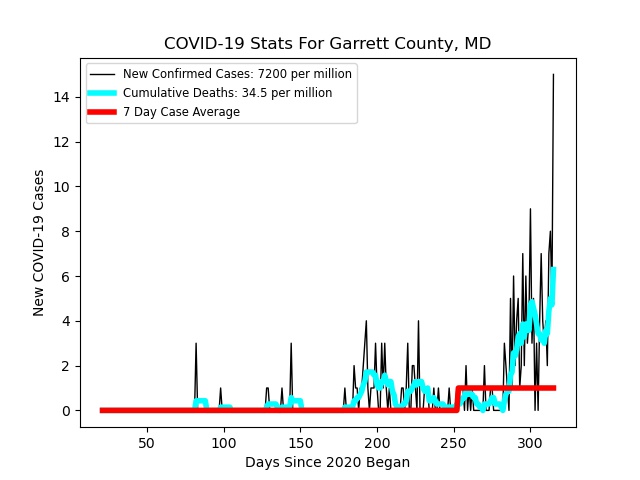 COVID-19 Stats For Garrett County, MD
New Confirmed Cases: 7200 per million
Cumulative Deaths: 34.5 per million
7 Day Case Average
New COVID-19 Cases
14
12
10
8
6
4
2
0
50 100 150 200 250 300
Days Since 2020 Began